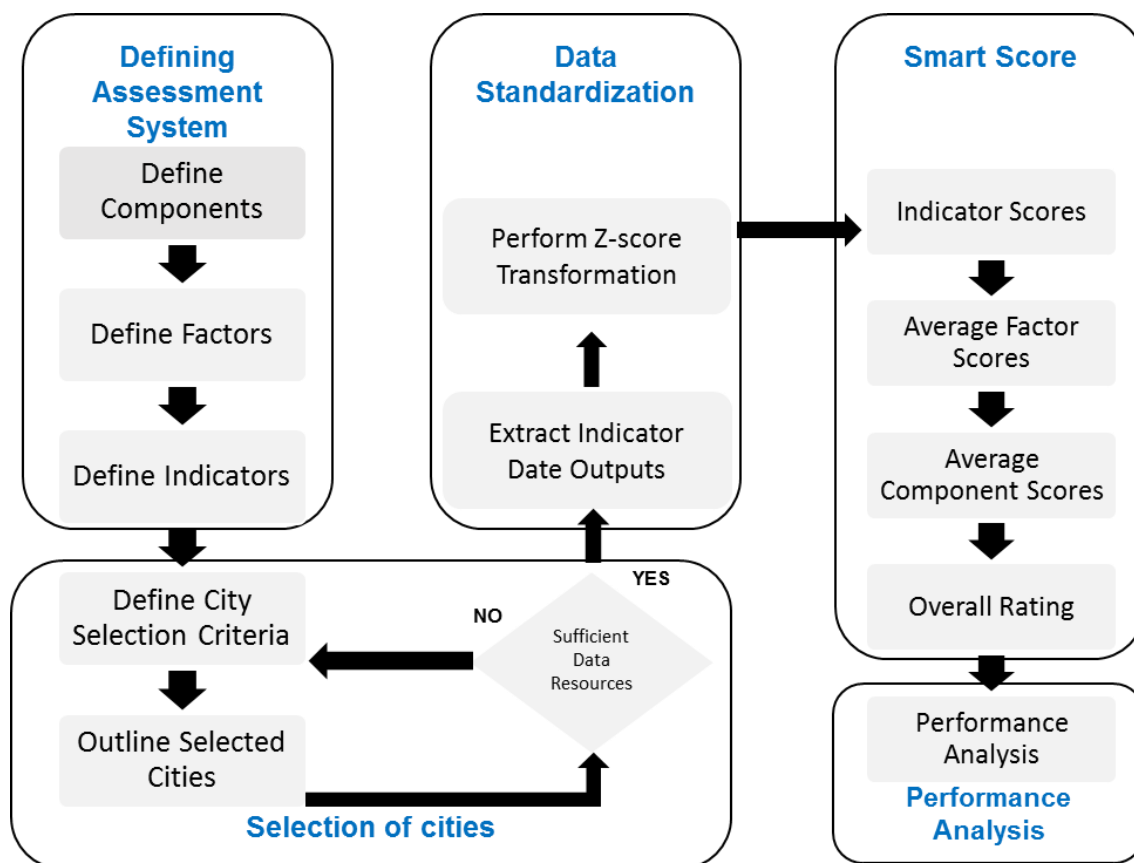 Defining
Assessment
System
Define
Components
Define Factors
Define Indicators
Define City
Selection Criteria
Outline Selected
Cities
Selection of cities
NO
YES
Sufficient
Data
Resources
Data
Standardization
Perform Z-score
Transformation
Extract Indicator
Date Outputs
Smart Score
Indicator Scores
Average Factor
Scores
Average
Component Scores
Overall Rating
Performance
Analysis
Performance
Analysis